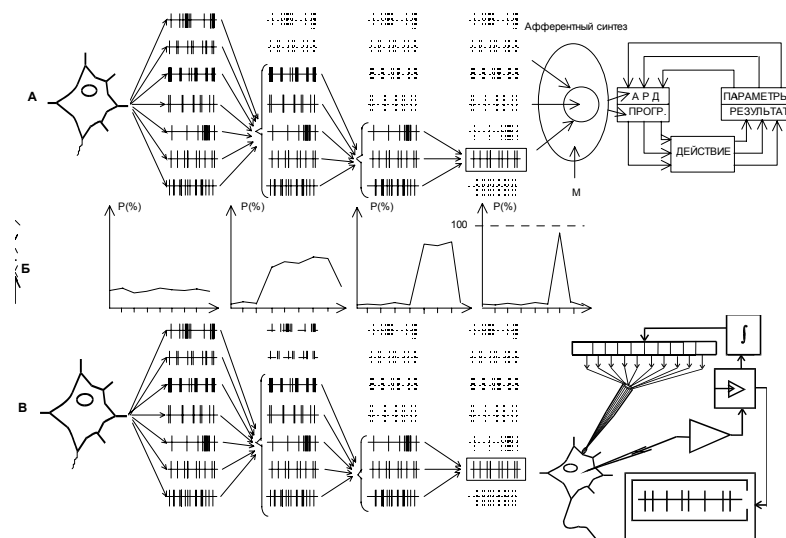 Афферентный синтез
А
А Р Д
ПРОГР.
ПАРАМЕТРЫ
РЕЗУЛЬТАТ
ДЕЙСТВИЕ
М
Р(%)
Р(%)
Р(%)
Р(%)
100
Б
В
∫